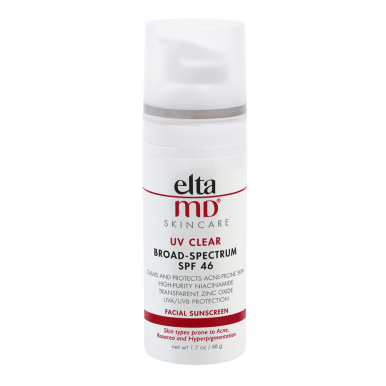 elta
MD®
SKINCARE
UV CLEAR
BROAD-SPECTRUM
SPF 46
CALMS AND PROTECTS ACNE-PRONE SKIN
HIGH-PURITY NIACINAMIDE
TRANSPARENT ZINC OXIDE
UVA/UVB PROTECTION
FACIAL SUNSCREEN
Skin types prone to Acne,
Rosacea and Hyperpigmentation
net wt 1.7 oz / 48 g